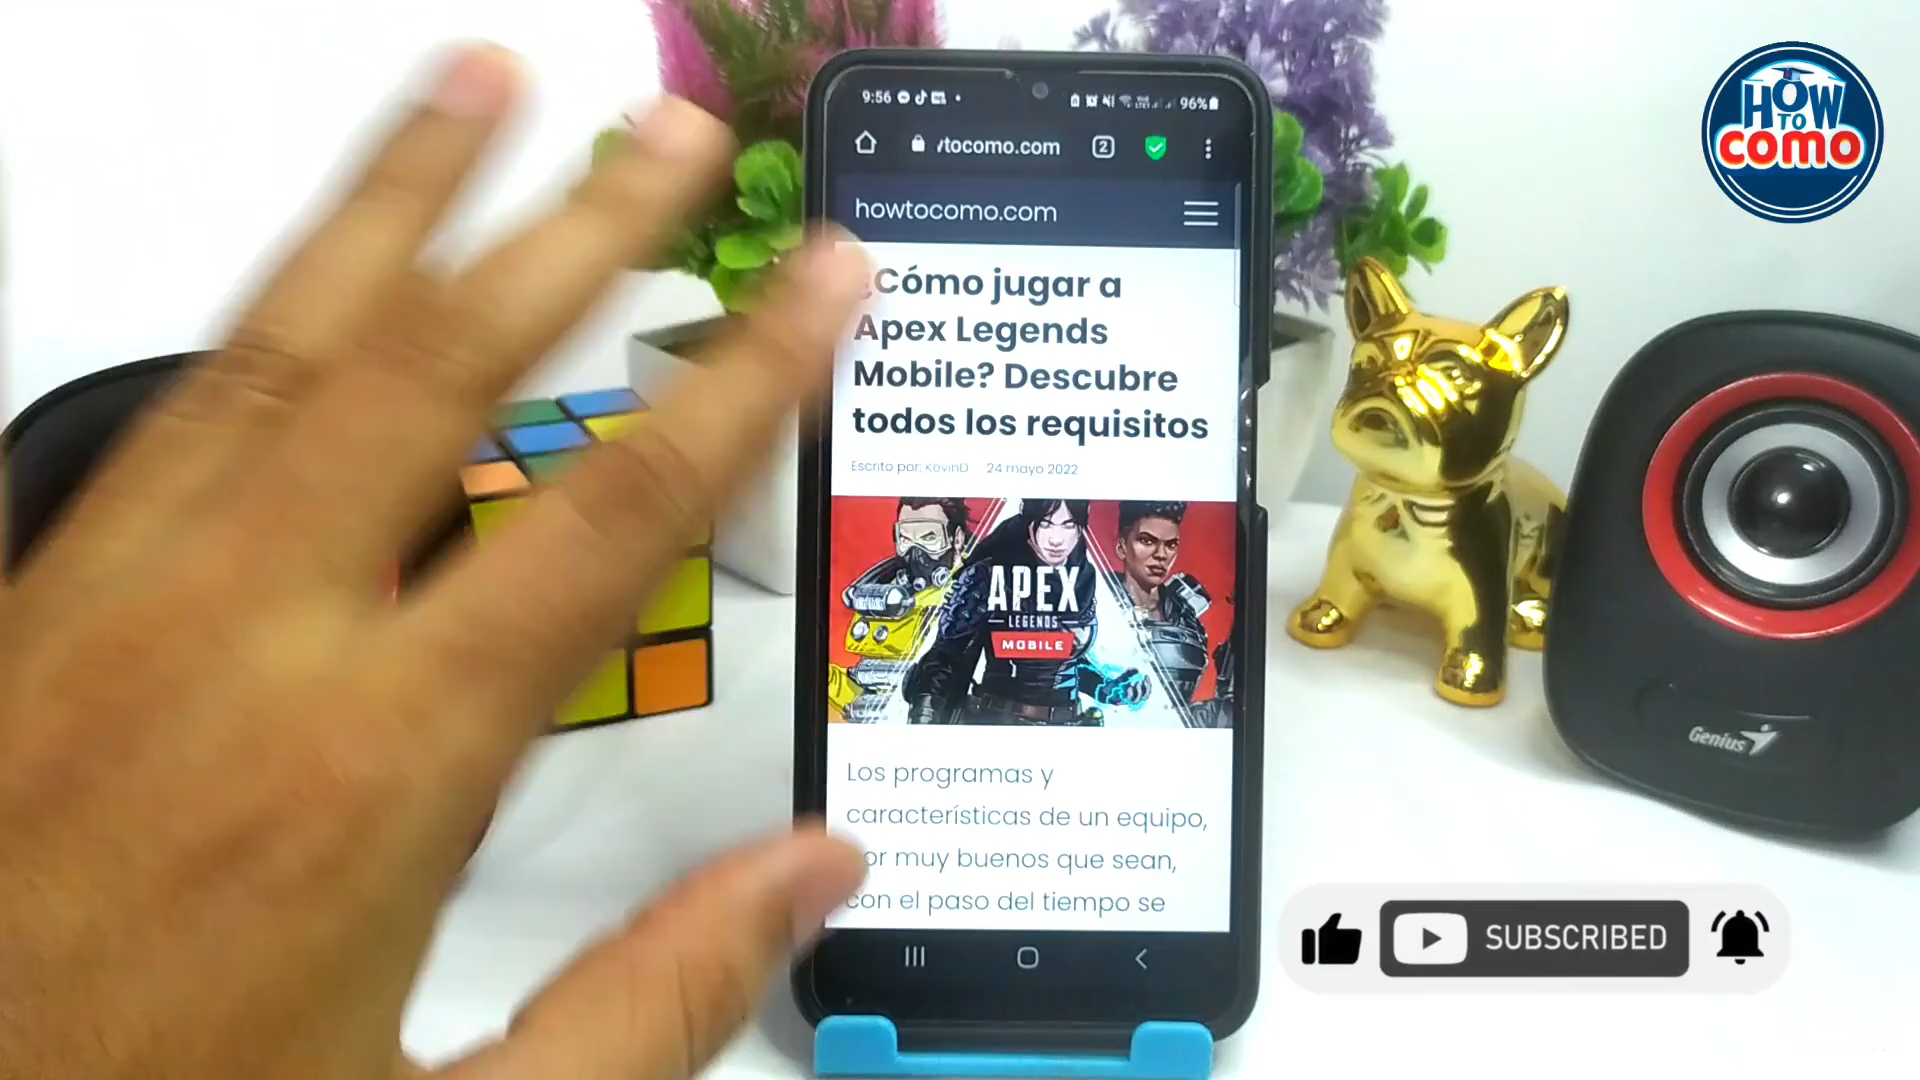 9:56
96%
tocomo.com
2
howtocomo.com
¿Cómo jugar a
Apex Legends
Mobile? Descubre
todos los requisitos
Escrito por: KevinD 24 mayo 2022
APEX
LEGENDS
MOBILE
Los programas y
características de un equipo,
or muy buenos que sean,
con el paso del tiempo se
HOW
TO
como
Genius
SUBSCRIBED